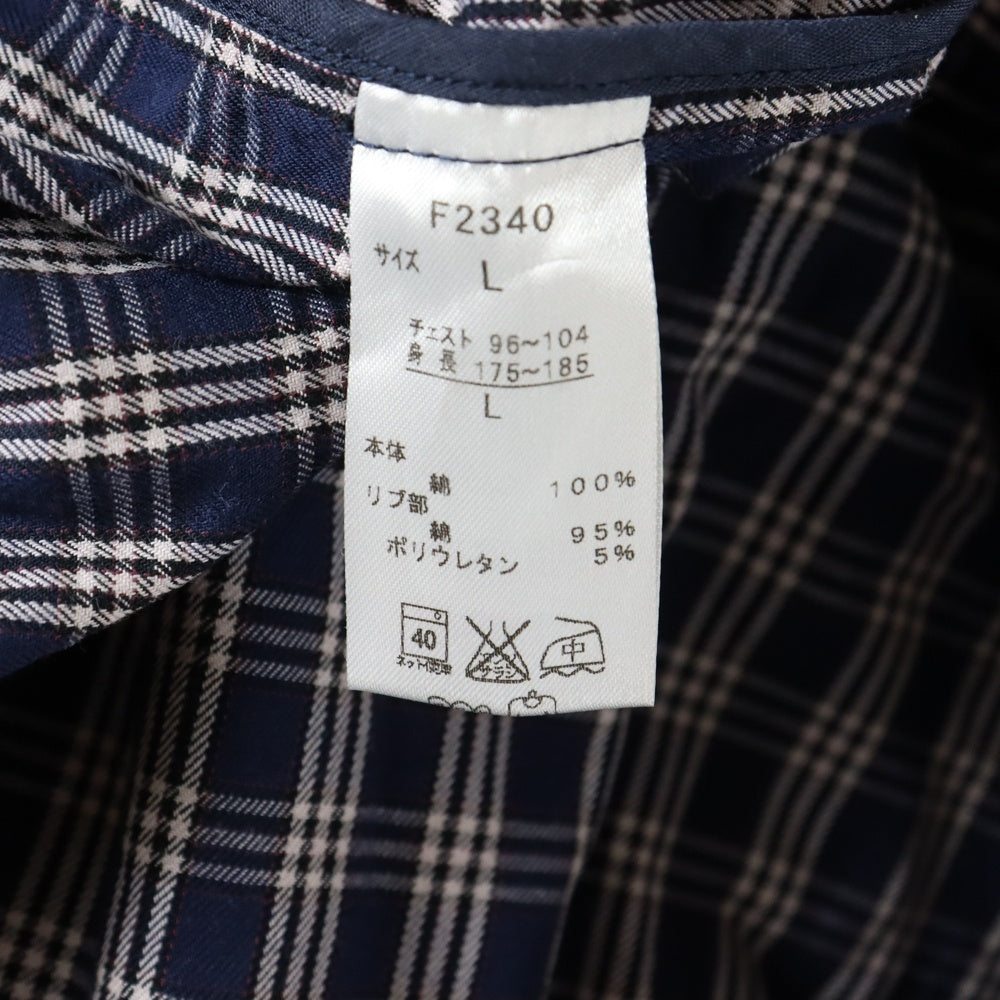 F2340
サイズ
L
チェスト 96～104
身長 175～185
L
本体
綿 100%
リブ部
綿 95%
ポリウレタン 5%
40 中
ネット使用